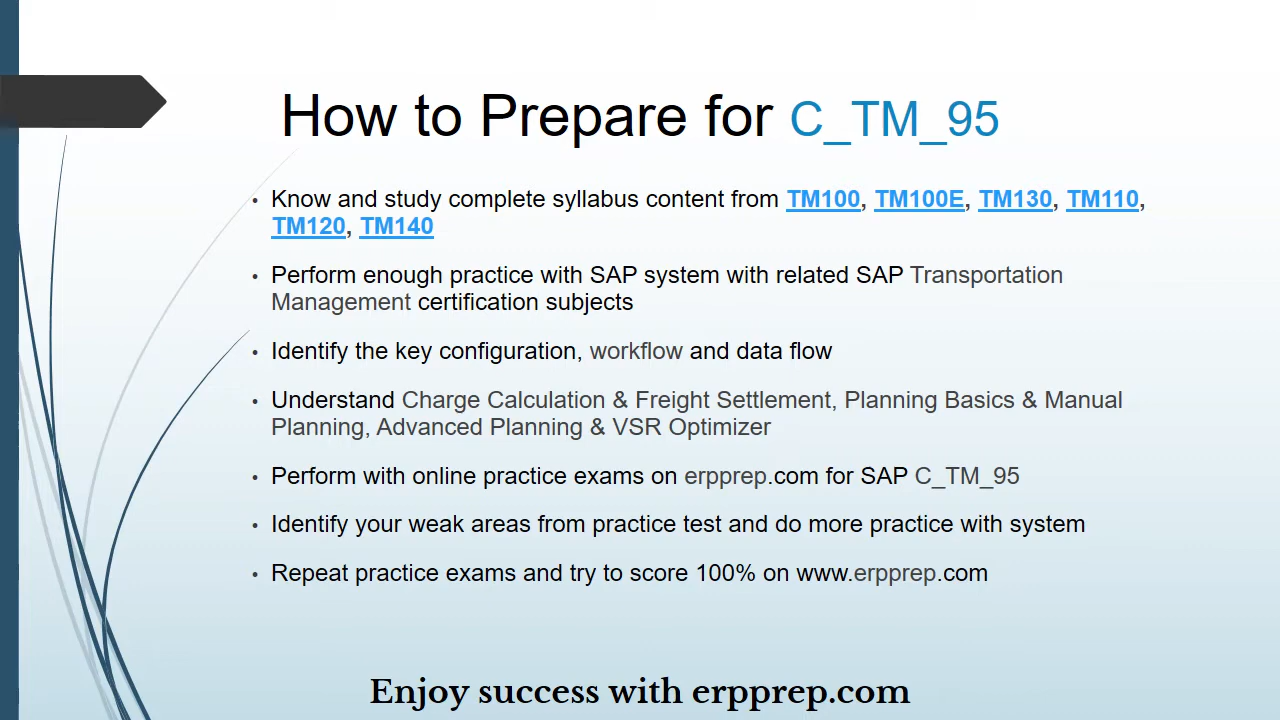 How to Prepare for C_TM_95
• Know and study complete syllabus content from TM100, TM100E, TM130, TM110,
TM120, TM140
• Perform enough practice with SAP system with related SAP Transportation
Management certification subjects
• Identify the key configuration, workflow and data flow
• Understand Charge Calculation & Freight Settlement, Planning Basics & Manual
Planning, Advanced Planning & VSR Optimizer
• Perform with online practice exams on erpprep.com for SAP C_TM_95
• Identify your weak areas from practice test and do more practice with system
• Repeat practice exams and try to score 100% on www.erpprep.com
Enjoy success with erpprep.com